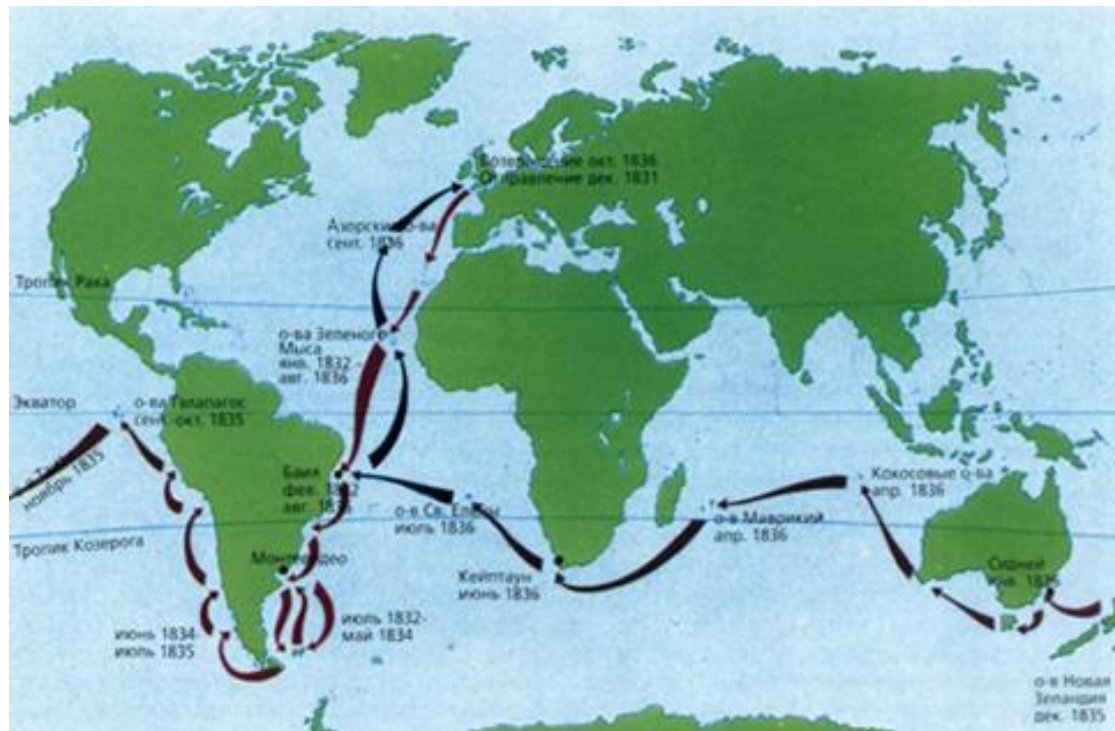 Возвращение окт. 1836
Отправление дек. 1831
Азорские о-ва
сент. 1836
Тропик Рака
о-ва Зеленого
Мыса
янв. 1832 -
авг. 1836
Экватор
о-ва Галапагос
сент.-окт. 1835
ноябрь 1835
Баия
фев.
авг.
о-в Св. Елены
июль 1836
Кокосовые о-ва
апр. 1836
о-в Маврикий
апр. 1836
Тропик Козерога
Монтевидео
Кейптаун
июнь 1836
Сидней
янв.
июль 1832-
май 1834
июнь 1834-
июль 1835
о-в Новая
Зеландия
дек. 1835